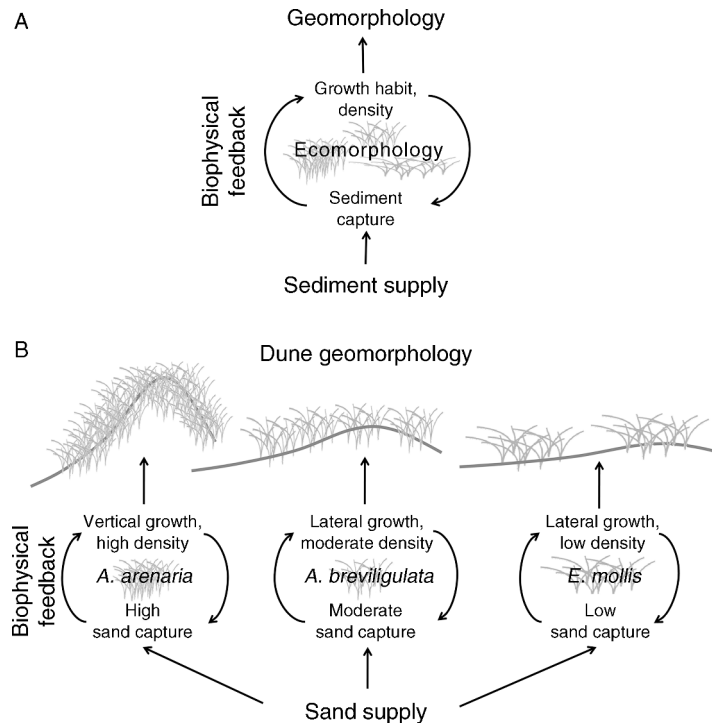 A
Geomorphology
Biophysical
feedback
Growth habit,
density
Ecomorphology
Sediment
capture
Sediment supply
B
Dune geomorphology
Biophysical
feedback
Vertical growth,
high density
A. arenaria
High
sand capture
Lateral growth,
moderate density
A. breviligulata
Moderate
sand capture
Lateral growth,
low density
E. mollis
Low
sand capture
Sand supply